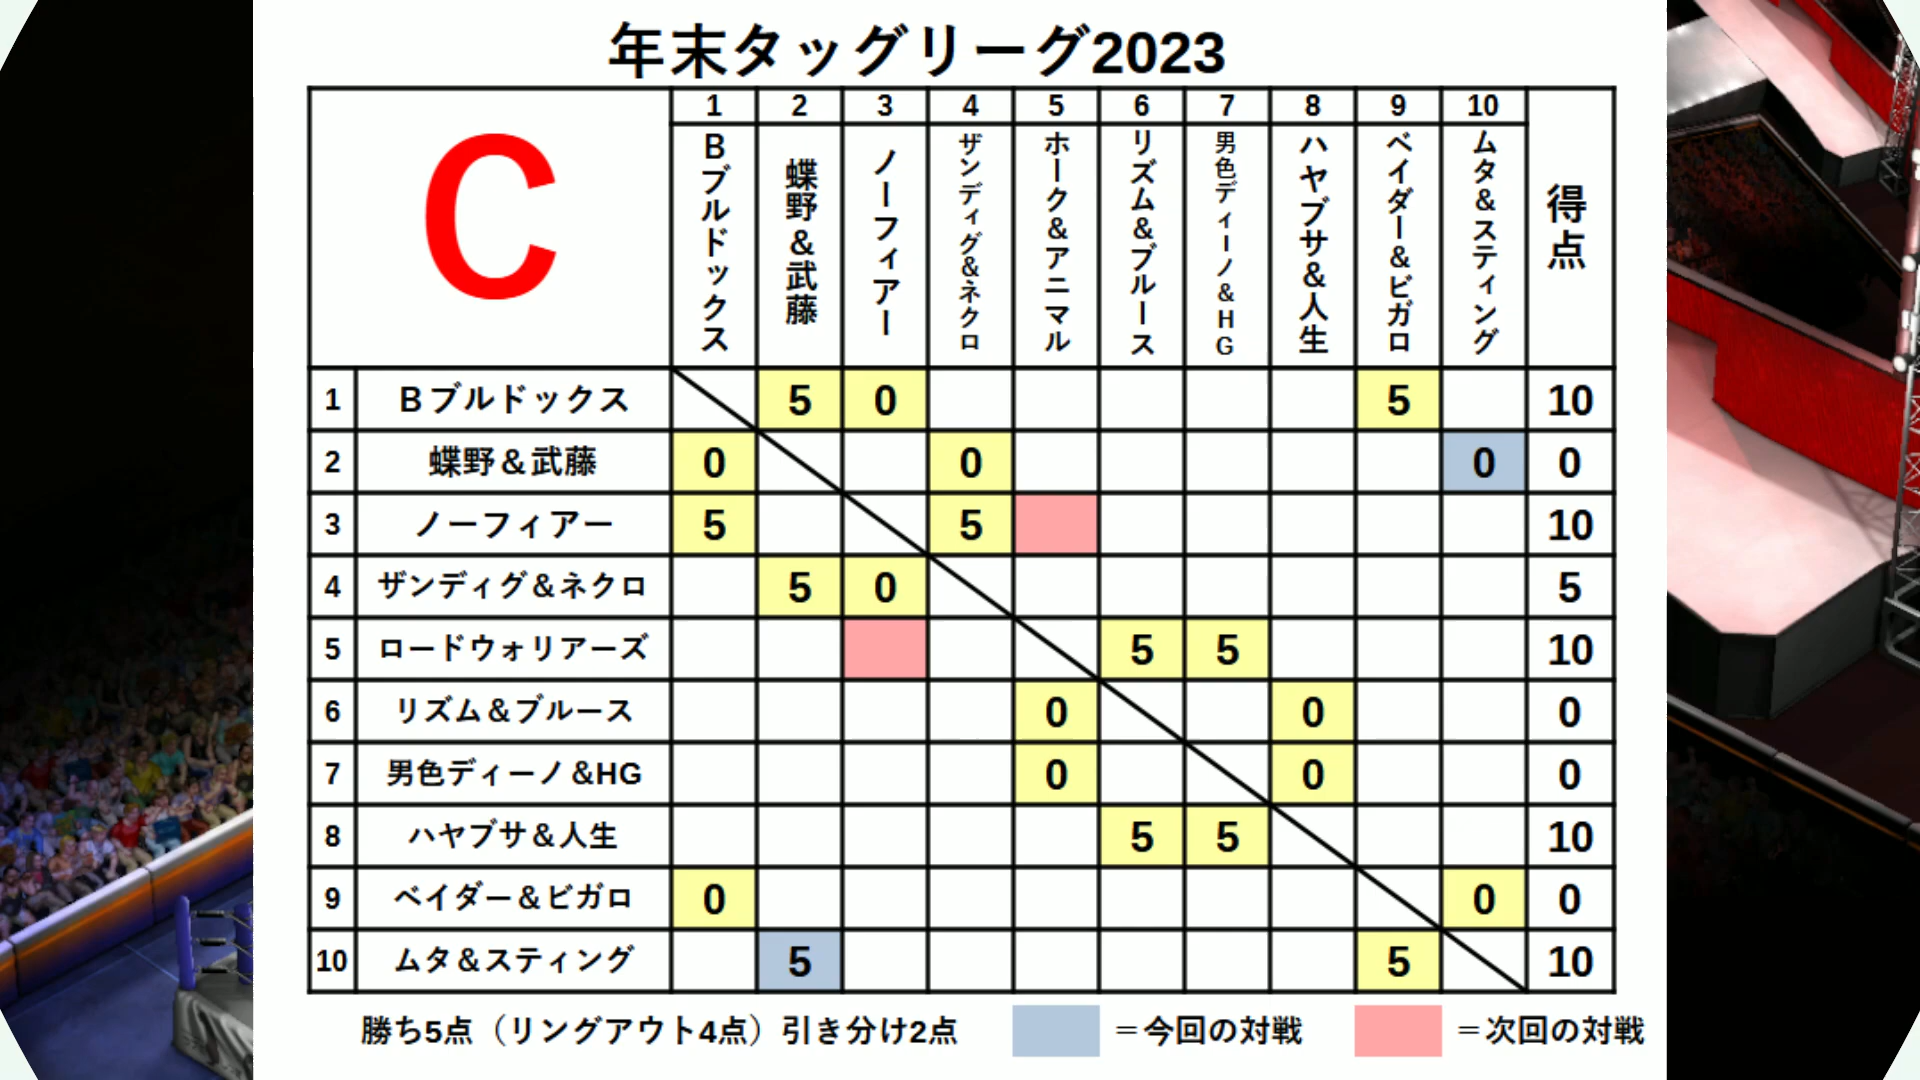 年末タッグリーグ2023
C
1 2 3 4 5 6 7 8 9 10
Bブルドックス
蝶野&武藤
ノーフィアー
ザンディグ&ネクロ
ホーク&アニマル
リズム&ブルース
男色ディーノ&HG
ハヤブサ&人生
ベイダー&ビガロ
ムタ&スティング
得点
1 Bブルドックス 5 0 5 10
2 蝶野&武藤 0 0 0 0
3 ノーフィアー 5 5 10
4 ザンディグ&ネクロ 5 0 5
5 ロードウォリアーズ 5 5 10
6 リズム&ブルース 0 0 0
7 男色ディーノ&HG 0 0 0
8 ハヤブサ&人生 5 5 10
9 ベイダー&ビガロ 0 0 0
10 ムタ&スティング 5 5 10
勝ち5点（リングアウト4点）引き分け2点 =今回の対戦 =次回の対戦